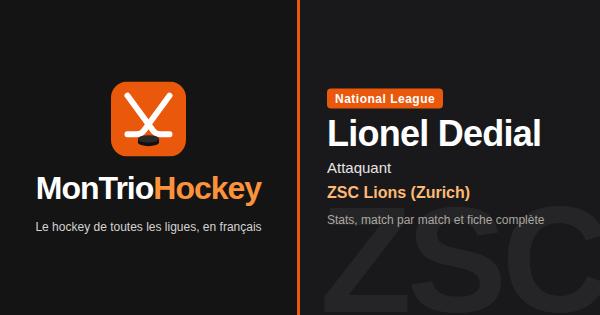 MonTrioHockey
Le hockey de toutes les ligues, en français
National League
Lionel Dedial
Attaquant
ZSC Lions (Zurich)
Stats, match par match et fiche complète
ZSC